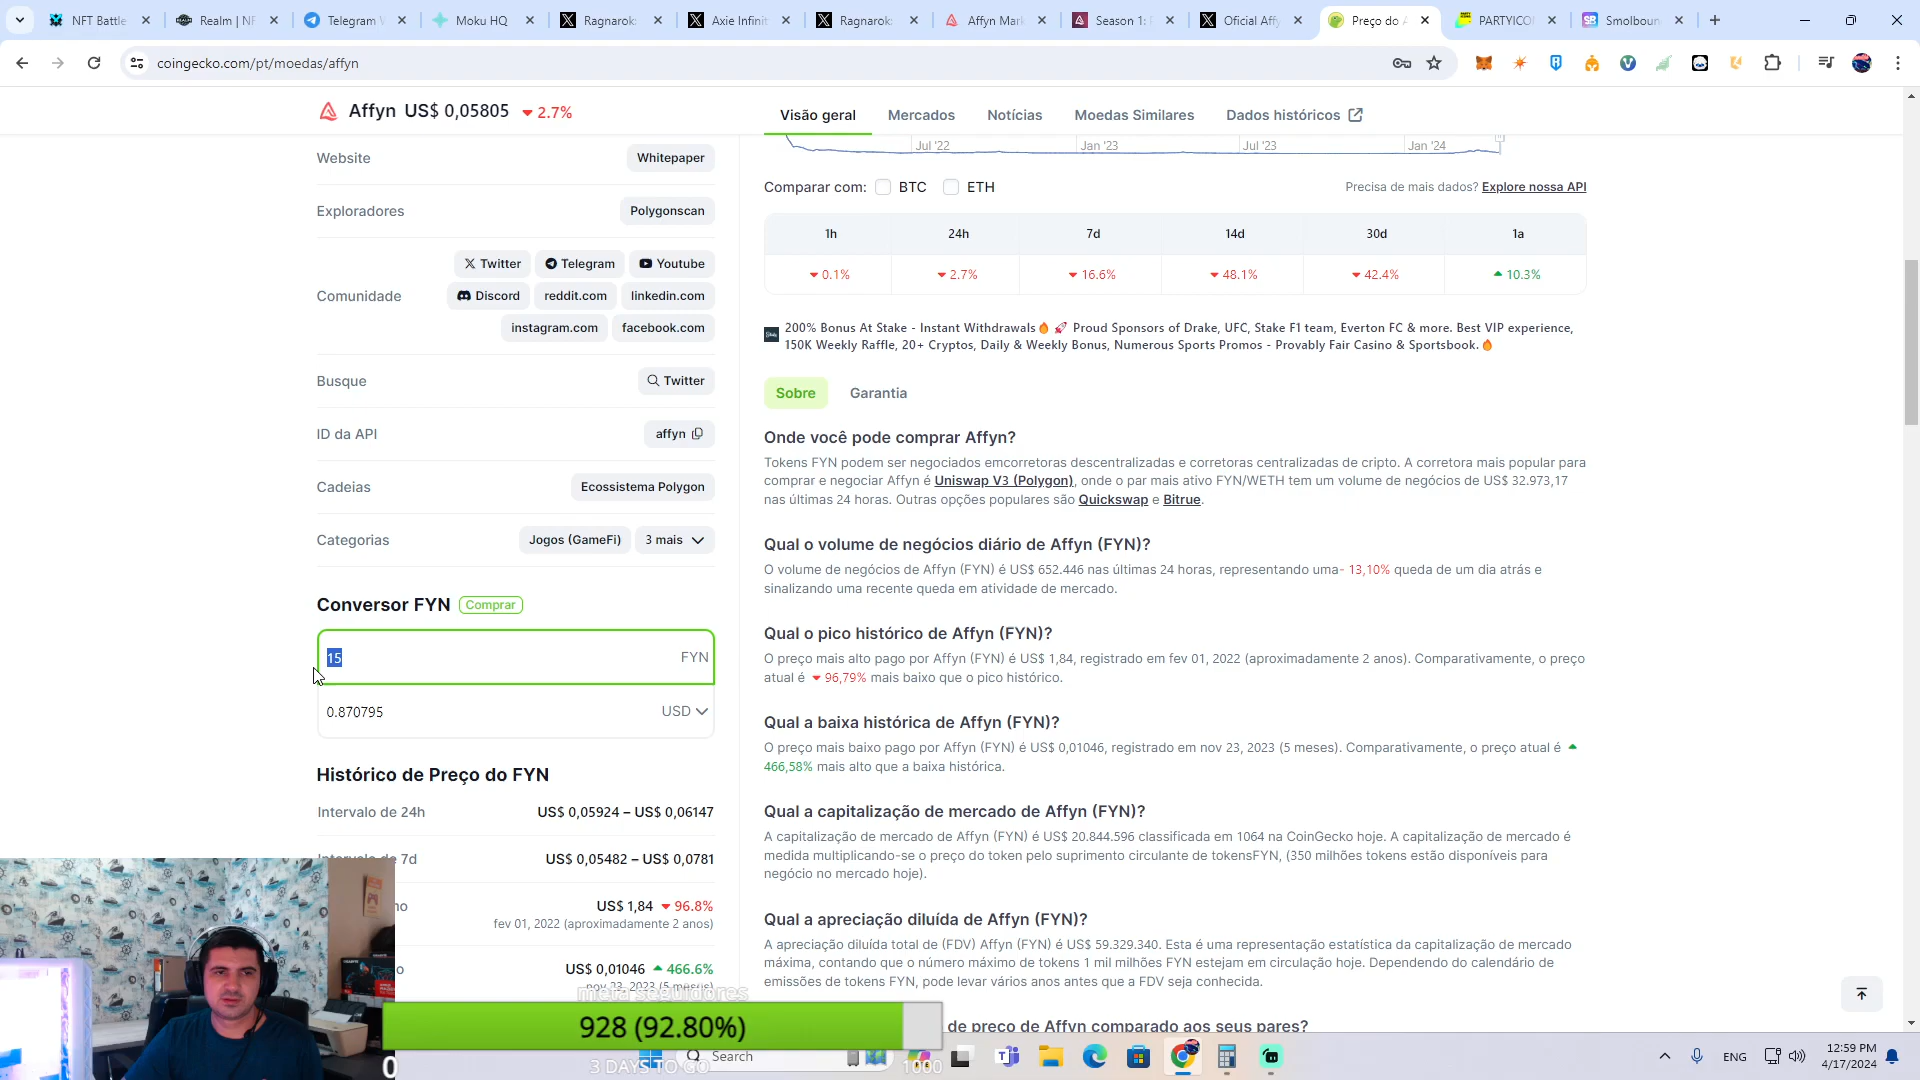 NFT Battle
Realm | NF
Telegram W
Moku HQ
Ragnarok:
Axie Infinit
Ragnarok:
Affyn Mark
Season 1:
Oficial Affy
Preço do A
PARTYICO
Smolboun
coingecko.com/pt/moedas/affyn
Affyn US$ 0,05805 2.7%
Visão geral
Mercados
Notícias
Moedas Similares
Dados históricos
Website
Whitepaper
Exploradores
Polygonscan
Comunidade
Twitter
Telegram
Youtube
Discord
reddit.com
linkedin.com
instagram.com
facebook.com
Busque
Twitter
ID da API
affyn
Cadeias
Ecossistema Polygon
Categorias
Jogos (GameFi)
3 mais
Conversor FYN
Comprar
15
FYN
0.870795
USD
Histórico de Preço do FYN
Intervalo de 24h
US$ 0,05924 – US$ 0,06147
7d
US$ 0,05482 – US$ 0,0781
US$ 1,84 96.8%
fev 01, 2022 (aproximadamente 2 anos)
US$ 0,01046 466.6%
nov 23, 2023 (5 meses)
Jul '22
Jan '23
Jul '23
Jan '24
Comparar com: BTC ETH
Precisa de mais dados? Explore nossa API
1h 24h 7d 14d 30d 1a
0.1% 2.7% 16.6% 48.1% 42.4% 10.3%
200% Bonus At Stake - Instant Withdrawals🔥 🚀 Proud Sponsors of Drake, UFC, Stake F1 team, Everton FC & more. Best VIP experience,
150K Weekly Raffle, 20+ Cryptos, Daily & Weekly Bonus, Numerous Sports Promos - Provably Fair Casino & Sportsbook.🔥
Sobre
Garantia
Onde você pode comprar Affyn?
Tokens FYN podem ser negociados emcorretoras descentralizadas e corretoras centralizadas de cripto. A corretora mais popular para
comprar e negociar Affyn é Uniswap V3 (Polygon), onde o par mais ativo FYN/WETH tem um volume de negócios de US$ 32.973,17
nas últimas 24 horas. Outras opções populares são Quickswap e Bitrue.
Qual o volume de negócios diário de Affyn (FYN)?
O volume de negócios de Affyn (FYN) é US$ 652.446 nas últimas 24 horas, representando uma- 13,10% queda de um dia atrás e
sinalizando uma recente queda em atividade de mercado.
Qual o pico histórico de Affyn (FYN)?
O preço mais alto pago por Affyn (FYN) é US$ 1,84, registrado em fev 01, 2022 (aproximadamente 2 anos). Comparativamente, o preço
atual é 96,79% mais baixo que o pico histórico.
Qual a baixa histórica de Affyn (FYN)?
O preço mais baixo pago por Affyn (FYN) é US$ 0,01046, registrado em nov 23, 2023 (5 meses). Comparativamente, o preço atual é
466,58% mais alto que a baixa histórica.
Qual a capitalização de mercado de Affyn (FYN)?
A capitalização de mercado de Affyn (FYN) é US$ 20.844.596 classificada em 1064 na CoinGecko hoje. A capitalização de mercado é
medida multiplicando-se o preço do token pelo suprimento circulante de tokensFYN, (350 milhões tokens estão disponíveis para
negócio no mercado hoje).
Qual a apreciação diluída de Affyn (FYN)?
A apreciação diluída total de (FDV) Affyn (FYN) é US$ 59.329.340. Esta é uma representação estatística da capitalização de mercado
máxima, contando que o número máximo de tokens 1 mil milhões FYN estejam em circulação hoje. Dependendo do calendário de
emissões de tokens FYN, pode levar vários anos antes que a FDV seja conhecida.
de preço de Affyn comparado aos seus pares?
meta seguidores
928 (92.80%)
0
3 DAYS TO GO
1000
Search
ENG
12:59 PM
4/17/2024